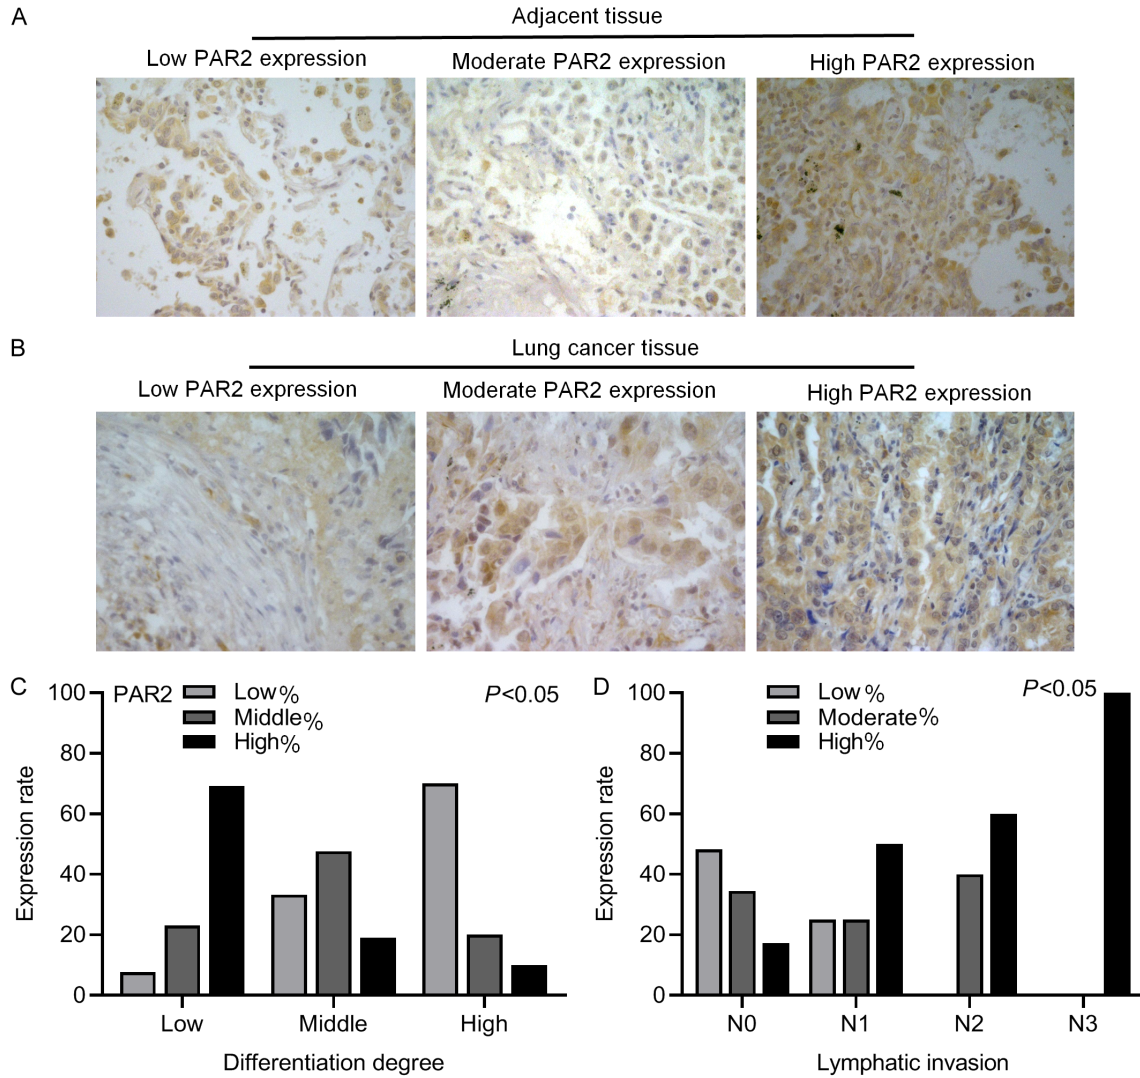 A
Adjacent tissue
Low PAR2 expression
Moderate PAR2 expression
High PAR2 expression
B
Lung cancer tissue
Low PAR2 expression
Moderate PAR2 expression
High PAR2 expression
C
PAR2
Low%
Middle%
High%
P<0.05
100
80
60
40
20
0
Expression rate
Low
Middle
High
Differentiation degree
D
Low%
Moderate%
High%
P<0.05
100
80
60
40
20
0
Expression rate
N0
N1
N2
N3
Lymphatic invasion